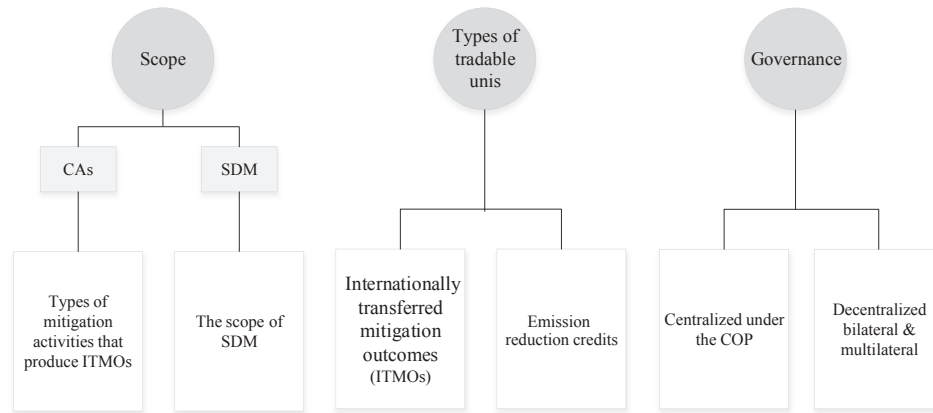 Scope
Types of
tradable
unis
Governance
CAs
SDM
Types of
mitigation
activities that
produce ITMOs
The scope of
SDM
Internationally
transferred
mitigation
outcomes
(ITMOs)
Emission
reduction credits
Centralized under
the COP
Decentralized
bilateral &
multilateral